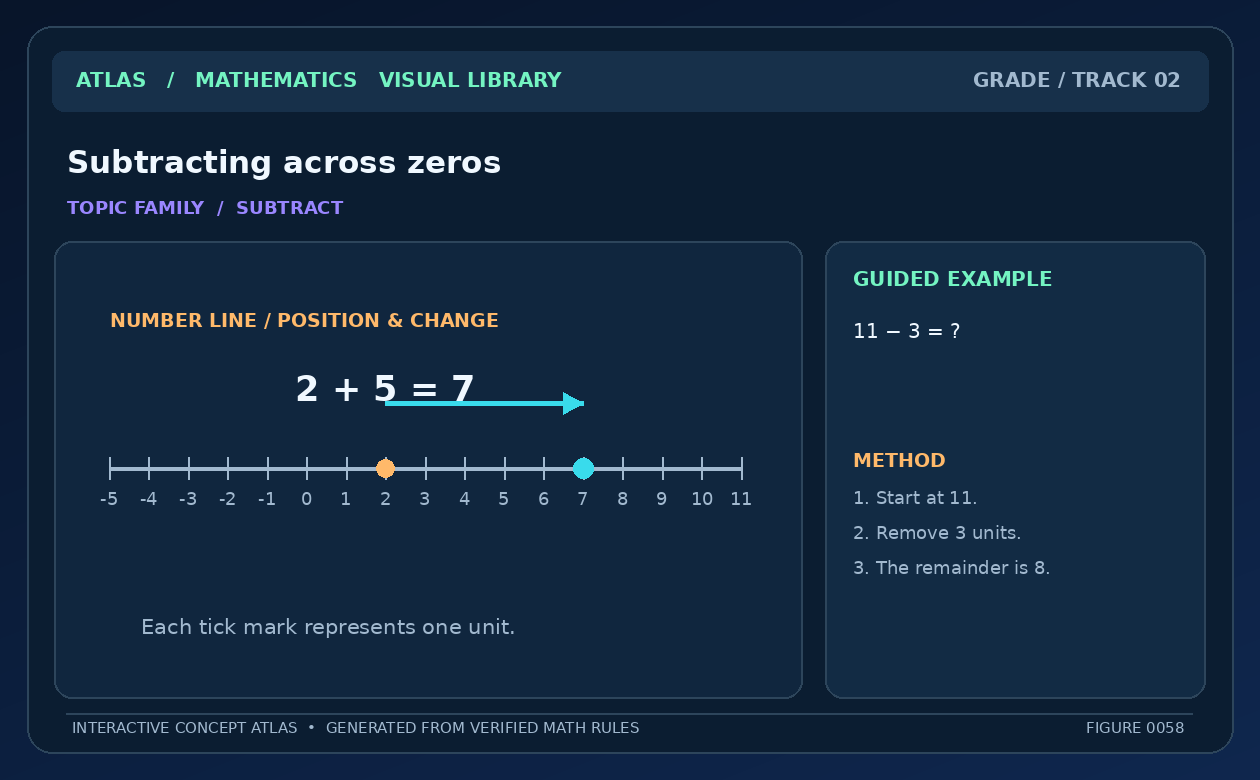 ATLAS / MATHEMATICS VISUAL LIBRARY
GRADE / TRACK 02
Subtracting across zeros
TOPIC FAMILY / SUBTRACT
NUMBER LINE / POSITION & CHANGE
2 + 5 = 7
-5 -4 -3 -2 -1 0 1 2 3 4 5 6 7 8 9 10 11
Each tick mark represents one unit.
GUIDED EXAMPLE
11 − 3 = ?
METHOD
1. Start at 11.
2. Remove 3 units.
3. The remainder is 8.
INTERACTIVE CONCEPT ATLAS • GENERATED FROM VERIFIED MATH RULES
FIGURE 0058